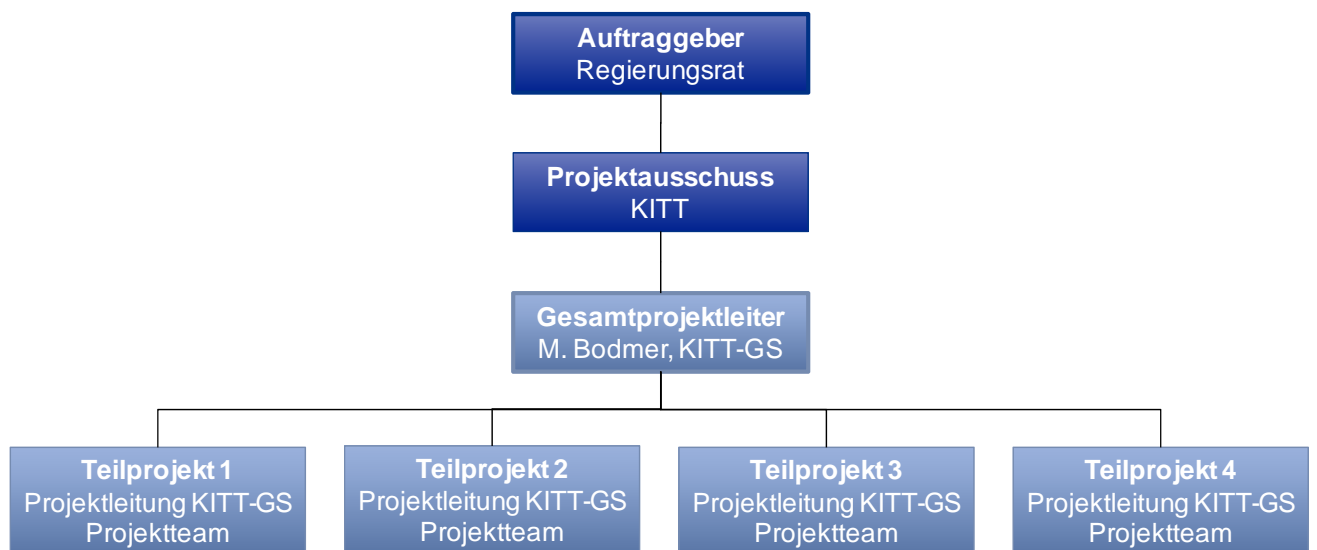 Auftraggeber
Regierungsrat
Projektausschuss
KITT
Gesamtprojektleiter
M. Bodmer, KITT-GS
Teilprojekt 1
Projektleitung KITT-GS
Projektteam
Teilprojekt 2
Projektleitung KITT-GS
Projektteam
Teilprojekt 3
Projektleitung KITT-GS
Projektteam
Teilprojekt 4
Projektleitung KITT-GS
Projektteam